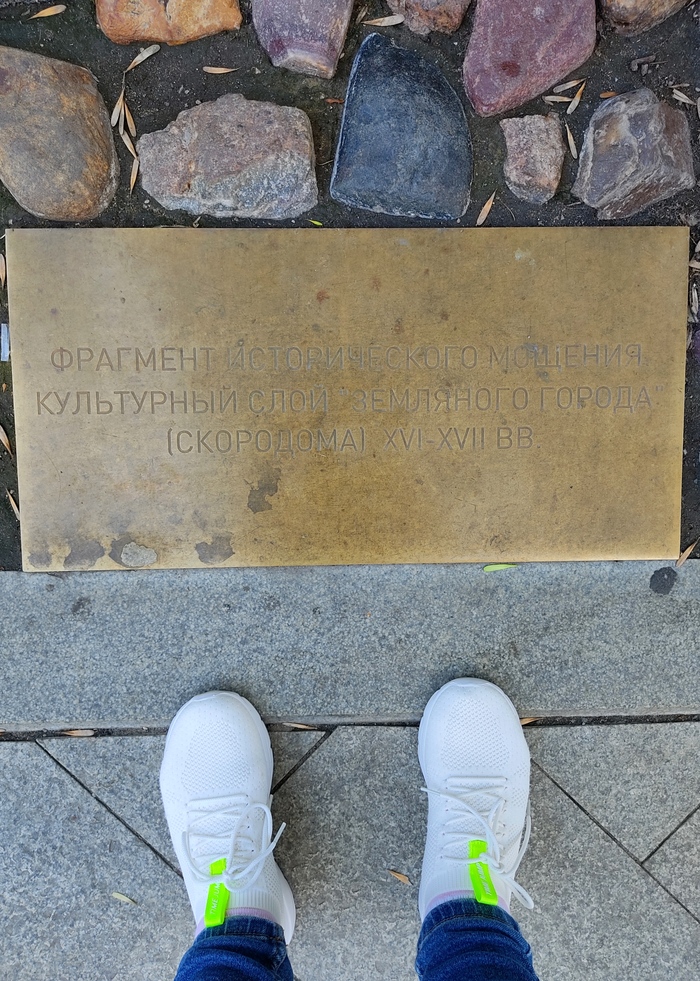 ФРАГМЕНТ ИСТОРИЧЕСКОГО МОЩЕНИЯ.
КУЛЬТУРНЫЙ СЛОЙ "ЗЕМЛЯНОГО ГОРОДА"
(СКОРОДОМА) XVI-XVII ВВ.